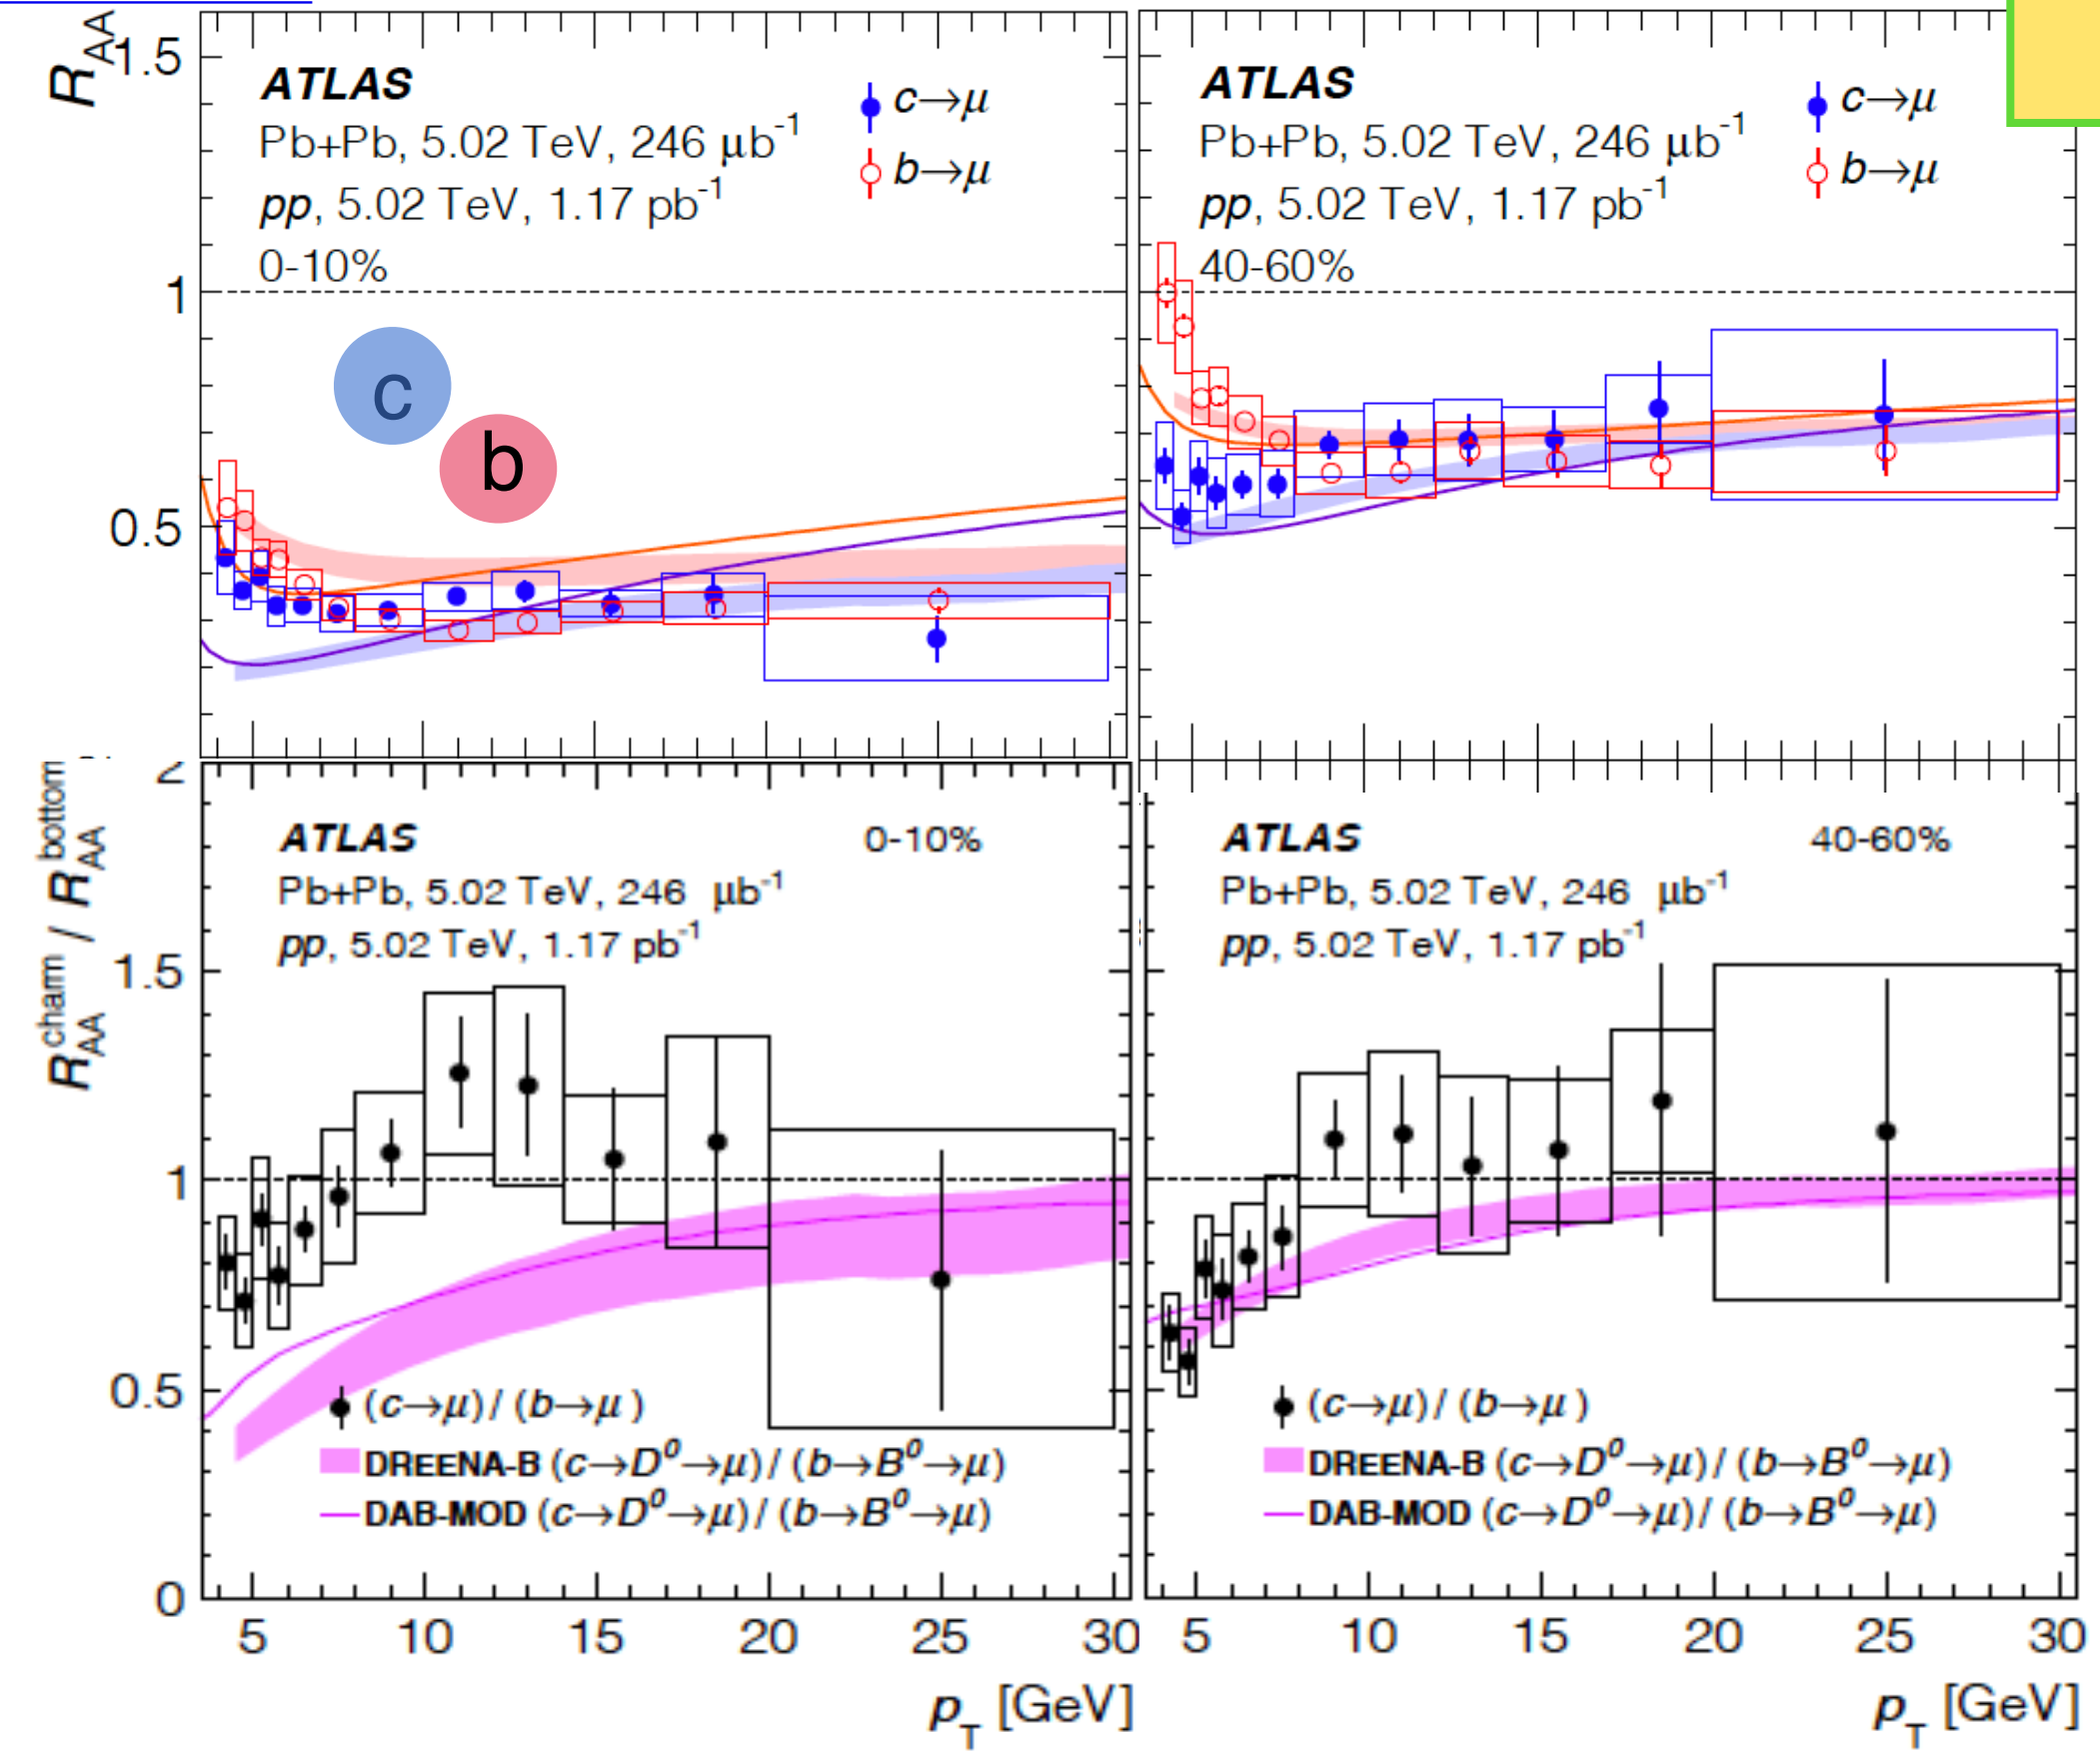 R_AA
1.5
1
0.5
ATLAS
Pb+Pb, 5.02 TeV, 246 μb^-1
pp, 5.02 TeV, 1.17 pb^-1
0-10%
c→μ
b→μ
c
b
ATLAS
Pb+Pb, 5.02 TeV, 246 μb^-1
pp, 5.02 TeV, 1.17 pb^-1
40-60%
c→μ
b→μ
R_AA^charm / R_AA^bottom
2
1.5
1
0.5
0
ATLAS 0-10%
Pb+Pb, 5.02 TeV, 246 μb^-1
pp, 5.02 TeV, 1.17 pb^-1
(c→μ) / (b→μ )
DREENA-B (c→D^0→μ) / (b→B^0→μ)
DAB-MOD (c→D^0→μ) / (b→B^0→μ)
5 10 15 20 25 30
p_T [GeV]
ATLAS 40-60%
Pb+Pb, 5.02 TeV, 246 μb^-1
pp, 5.02 TeV, 1.17 pb^-1
(c→μ) / (b→μ )
DREENA-B (c→D^0→μ) / (b→B^0→μ)
DAB-MOD (c→D^0→μ) / (b→B^0→μ)
5 10 15 20 25 30
p_T [GeV]